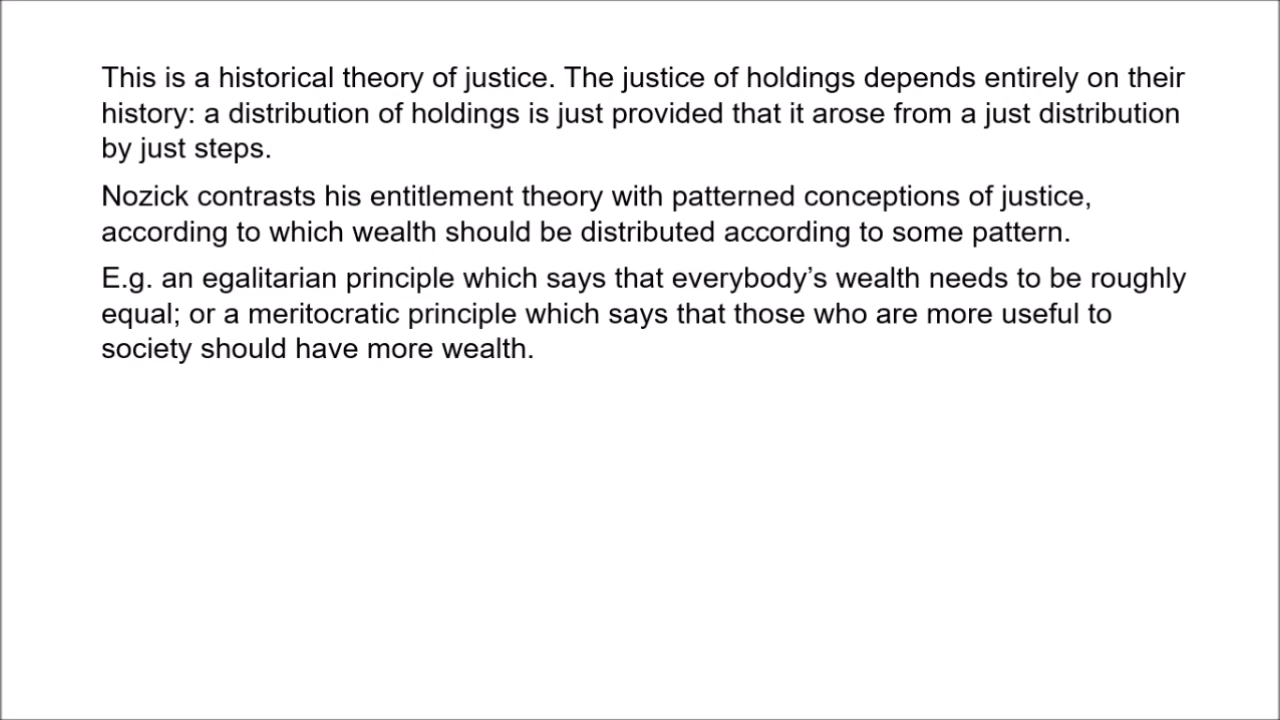 This is a historical theory of justice. The justice of holdings depends entirely on their
history: a distribution of holdings is just provided that it arose from a just distribution
by just steps.
Nozick contrasts his entitlement theory with patterned conceptions of justice,
according to which wealth should be distributed according to some pattern.
E.g. an egalitarian principle which says that everybody’s wealth needs to be roughly
equal; or a meritocratic principle which says that those who are more useful to
society should have more wealth.